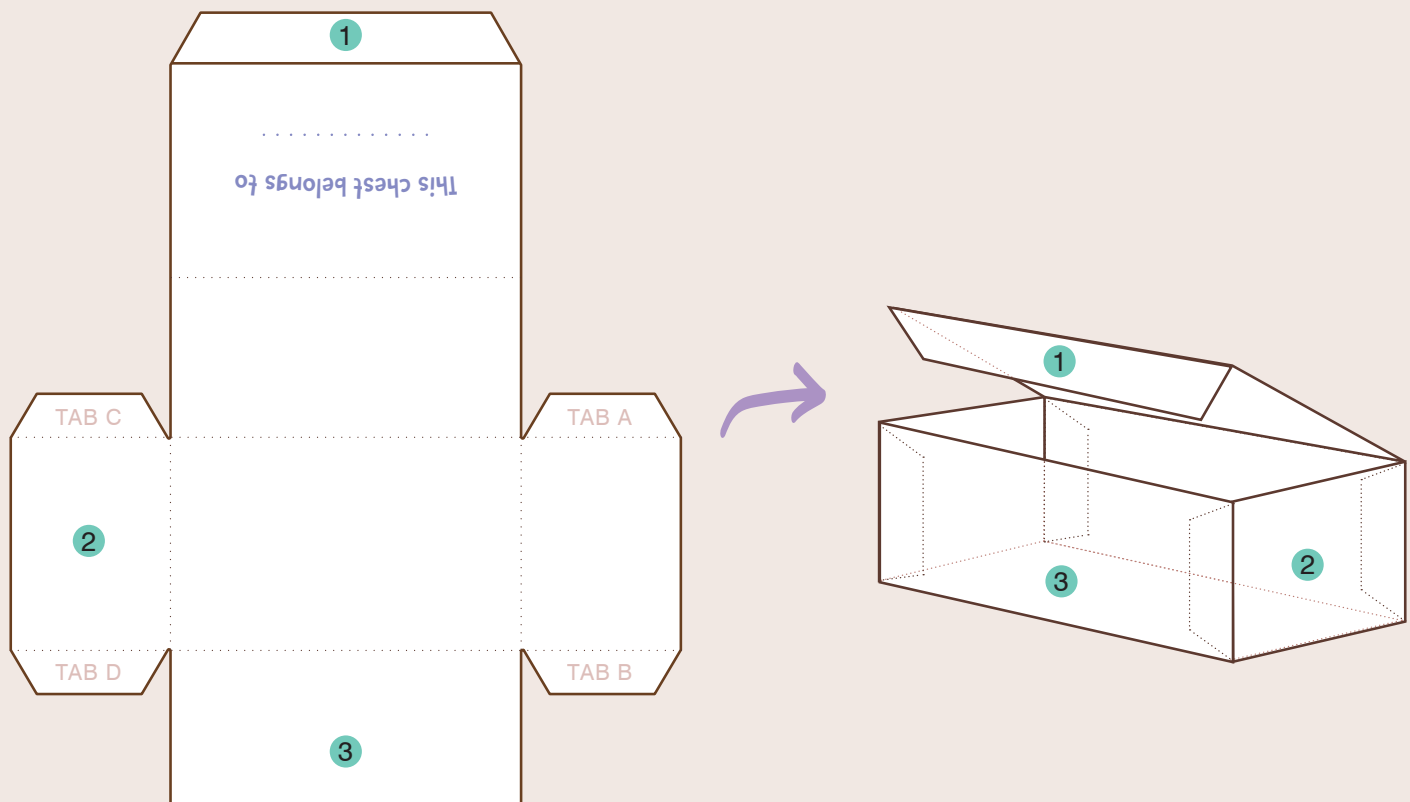 1
. . . . . . . . . . . . .
This chest belongs to
TAB C
TAB A
2
TAB D
TAB B
3
1
2
3